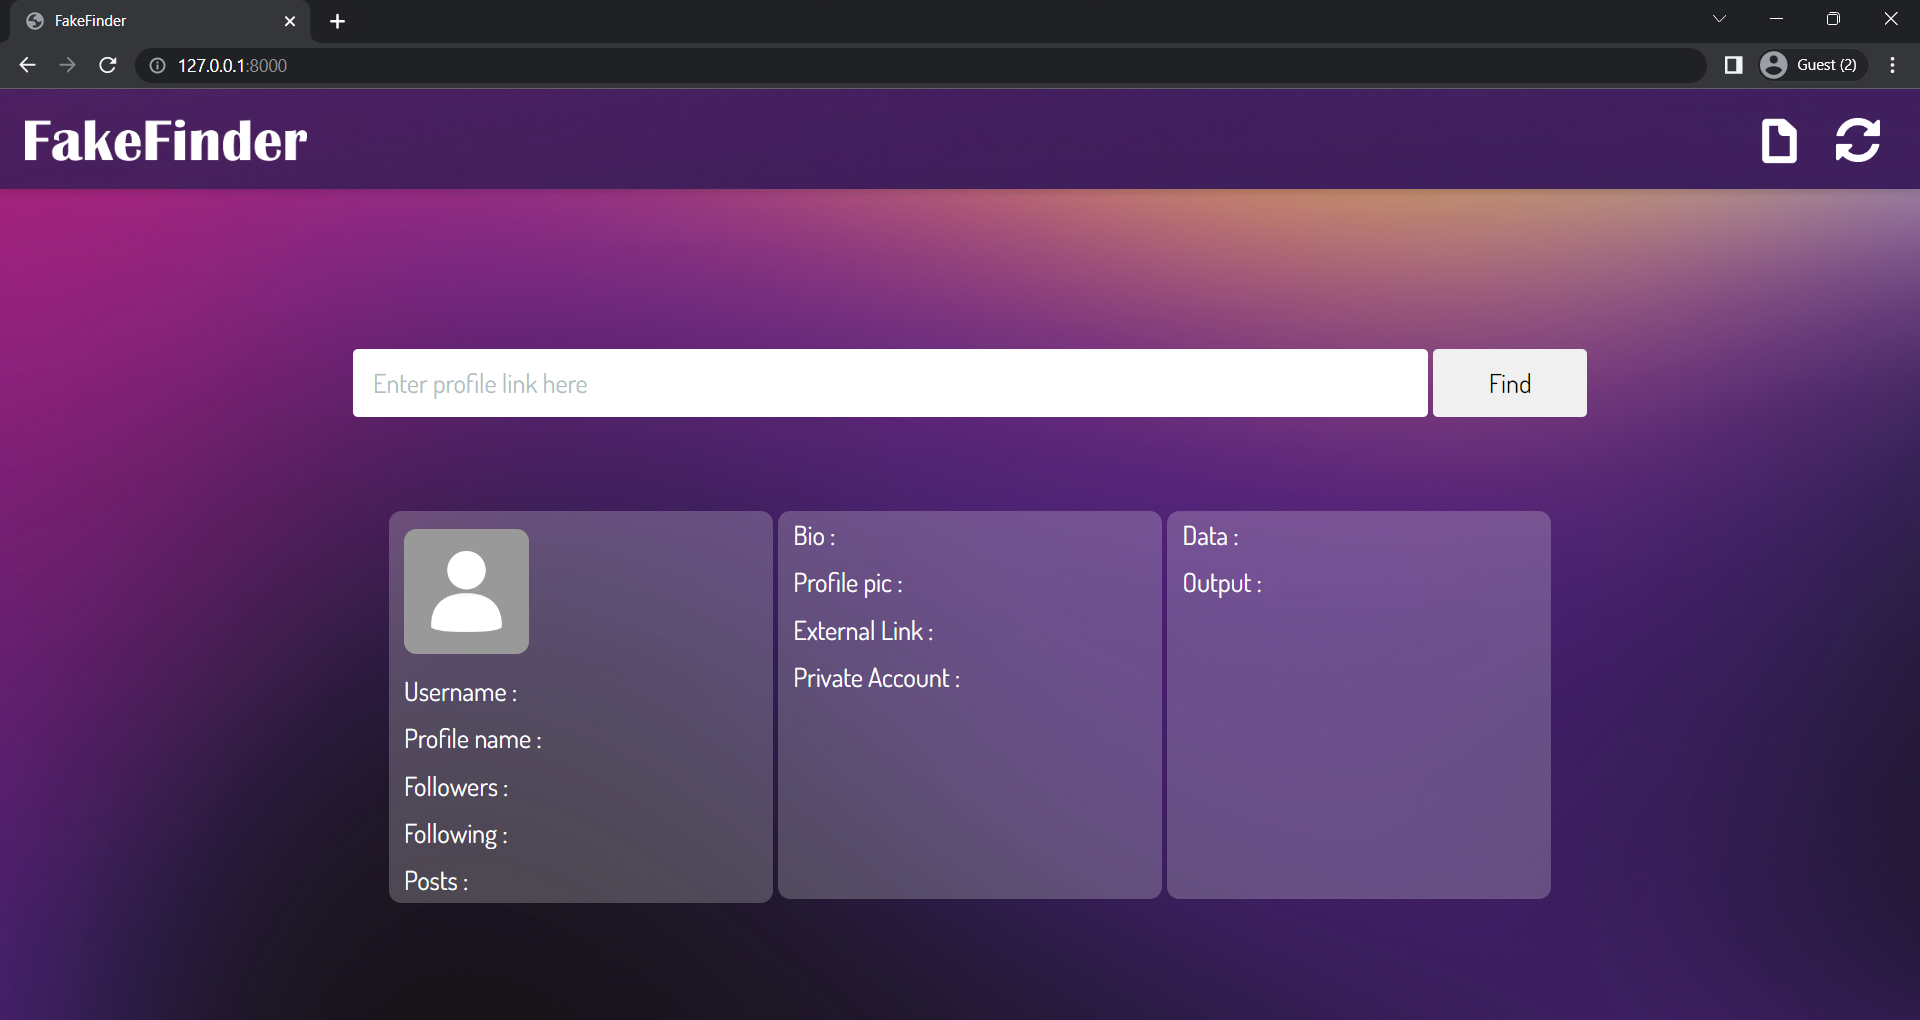 FakeFinder
127.0.0.1:8000
Guest (2)
FakeFinder
Enter profile link here
Find
Username :
Profile name :
Followers :
Following :
Posts :
Bio :
Profile pic :
External Link :
Private Account :
Data :
Output :